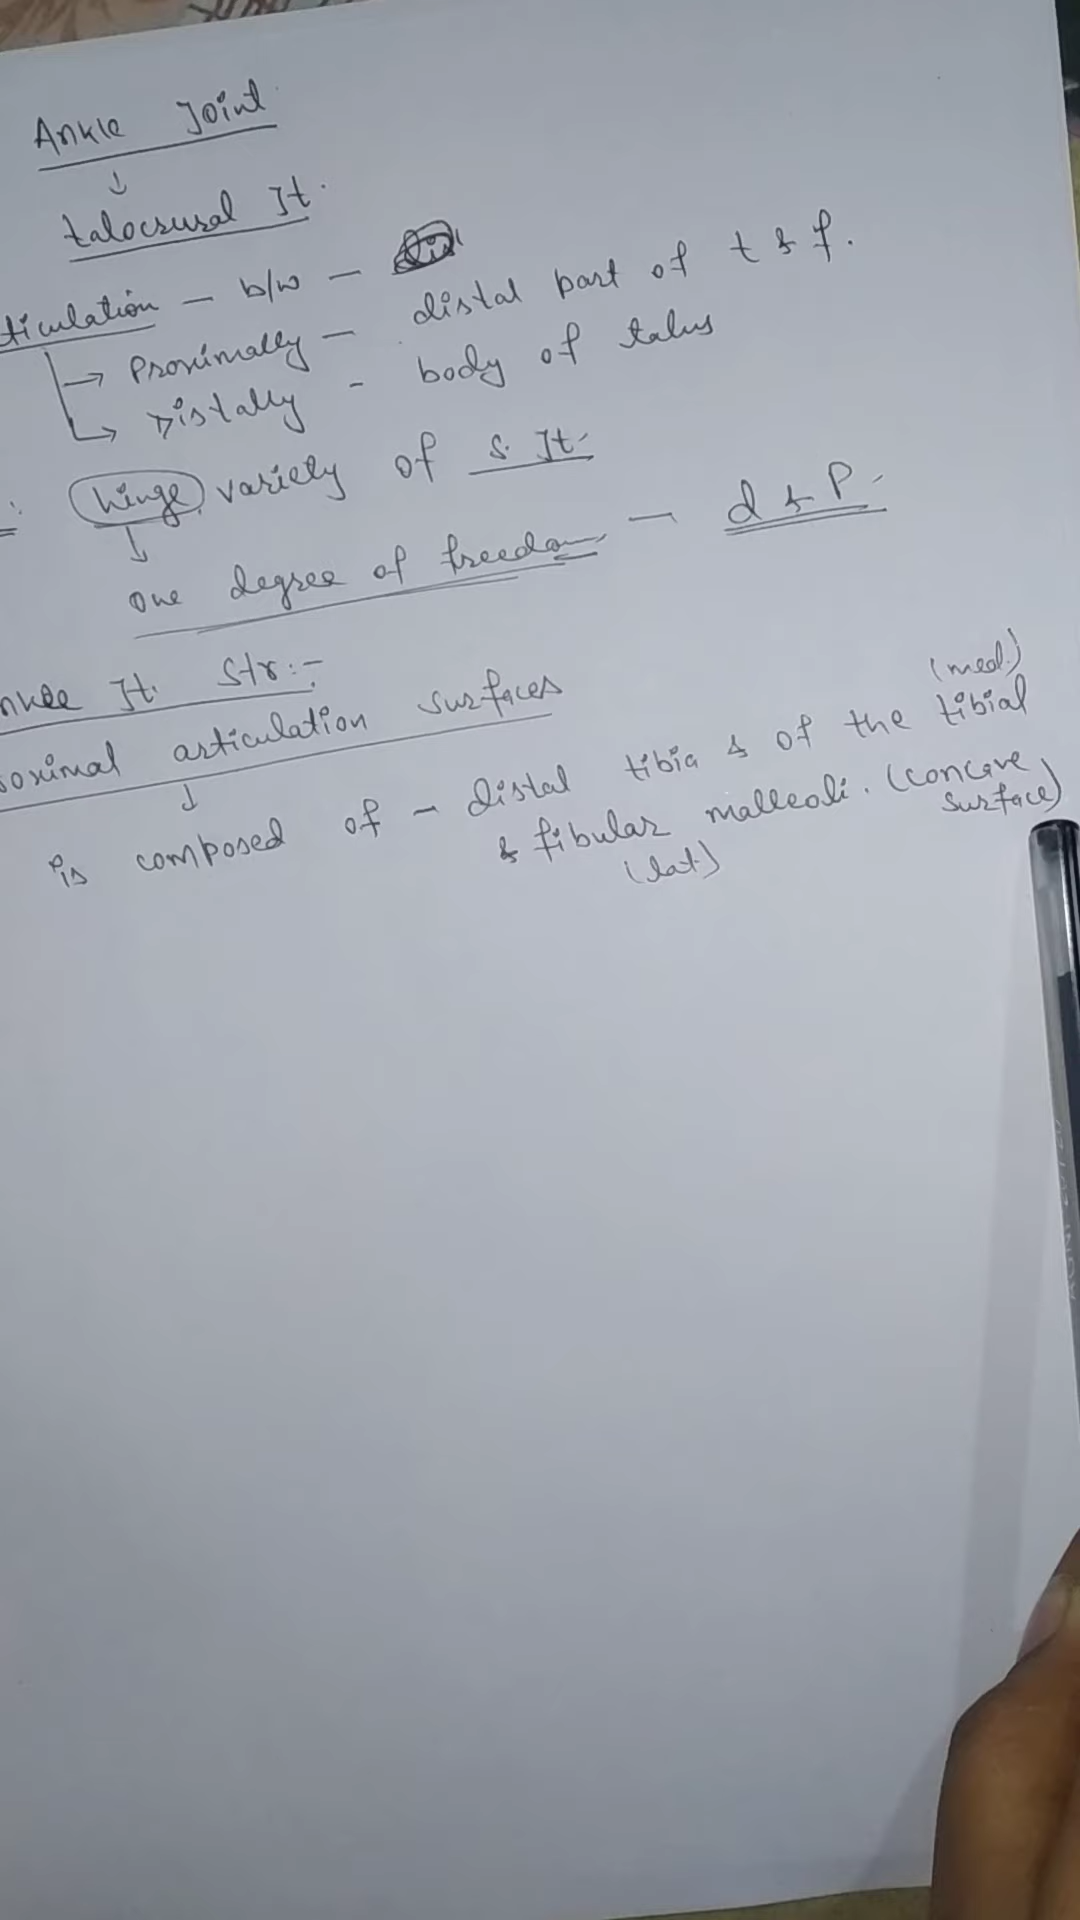 Ankle Joint
↓
talocrural Jt.
ticulation - b/w -
→ Proximally - distal part of t & f.
→ Distally - body of talus
: hinge variety of s. Jt.
↓
one degree of freedom - d & P.
nkle Jt. Str:-
oximal articulation surfaces
↓ (med.)
is composed of - distal tibia & of the tibial
& fibular malleoli. (concave
(lat) surface)